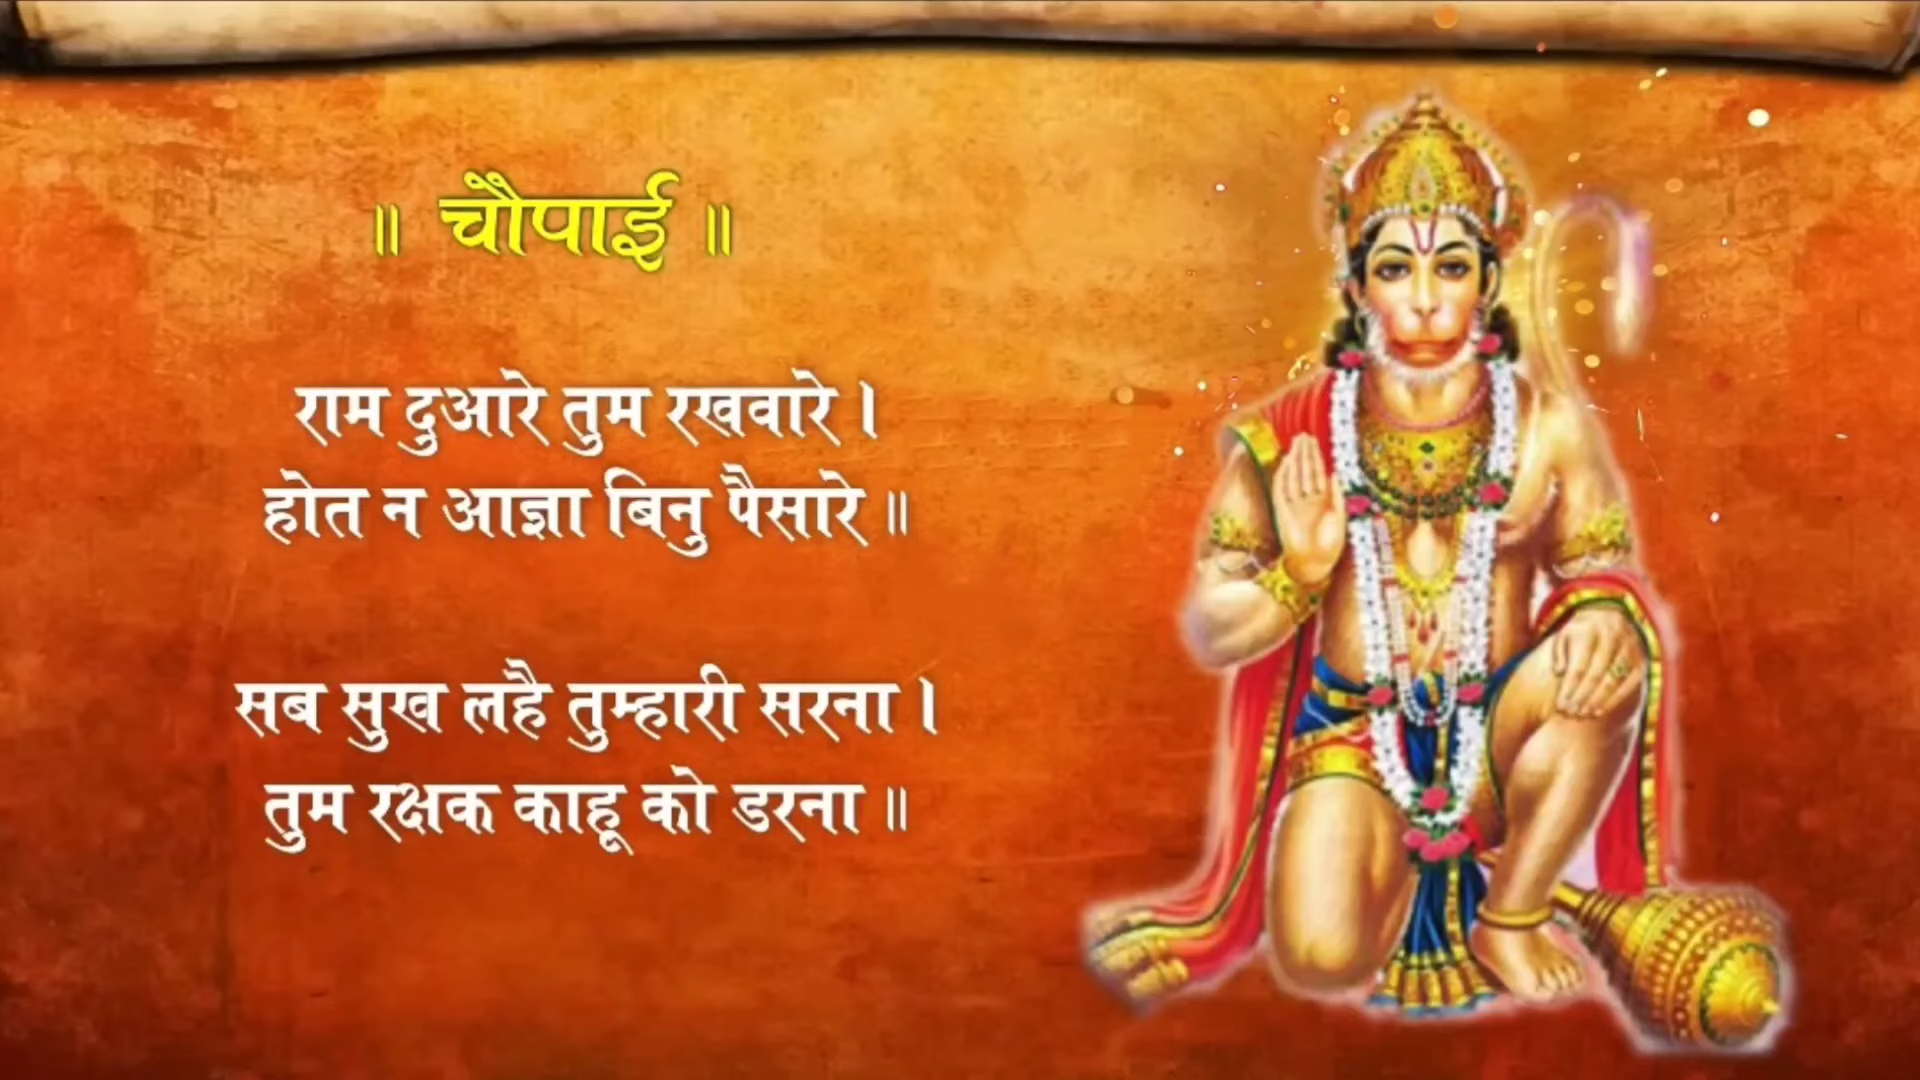 ॥ चौपाई ॥
राम दुआरे तुम रखवारे ।
होत न आज्ञा बिनु पैसारे ॥
सब सुख लहै तुम्हारी सरना ।
तुम रक्षक काहू को डरना ॥